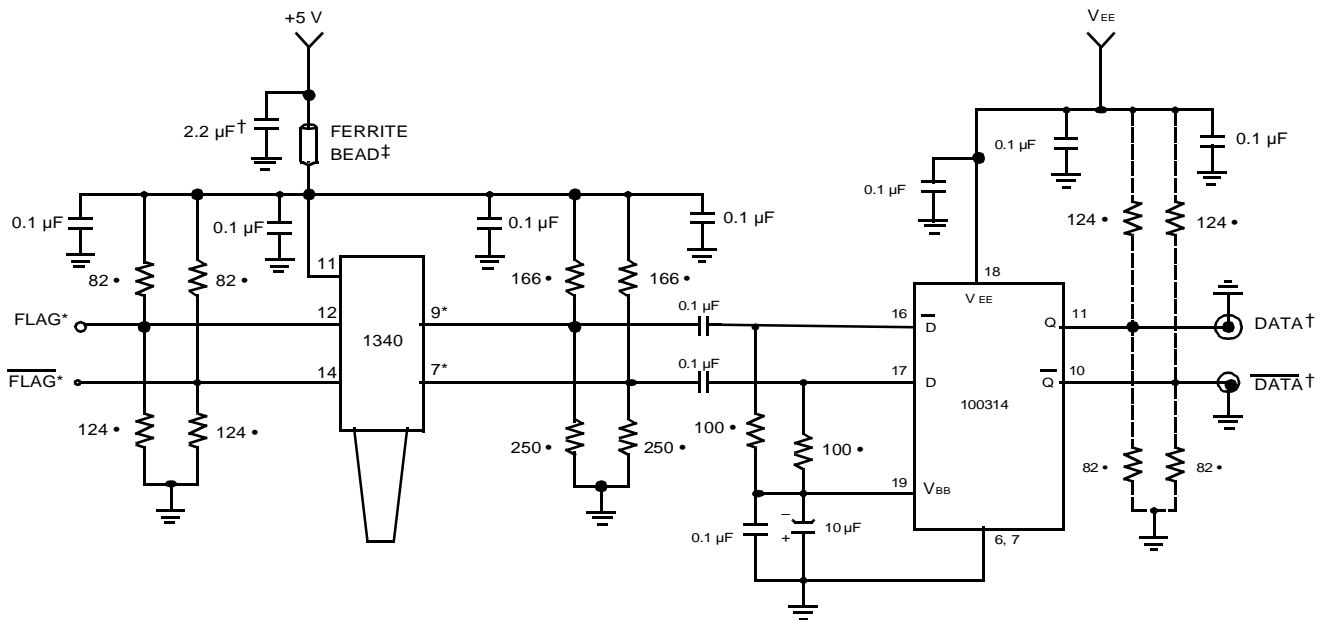 +5 V
VEE
2.2 µF†
FERRITE
BEAD‡
0.1 µF
0.1 µF
0.1 µF
0.1 µF
0.1 µF
0.1 µF
0.1 µF
82 •
82 •
11
166 •
166 •
124 •
124 •
18
VEE
0.1 µF
FLAG*
12
9*
16
D̅
Q
11
DATA†
1340
0.1 µF
F̅L̅A̅G̅*
14
7*
17
D
Q̅
10
D̅A̅T̅A̅†
100314
124 •
124 •
250 •
250 •
100 •
100 •
82 •
82 •
19
VBB
0.1 µF
–
+
10 µF
6, 7